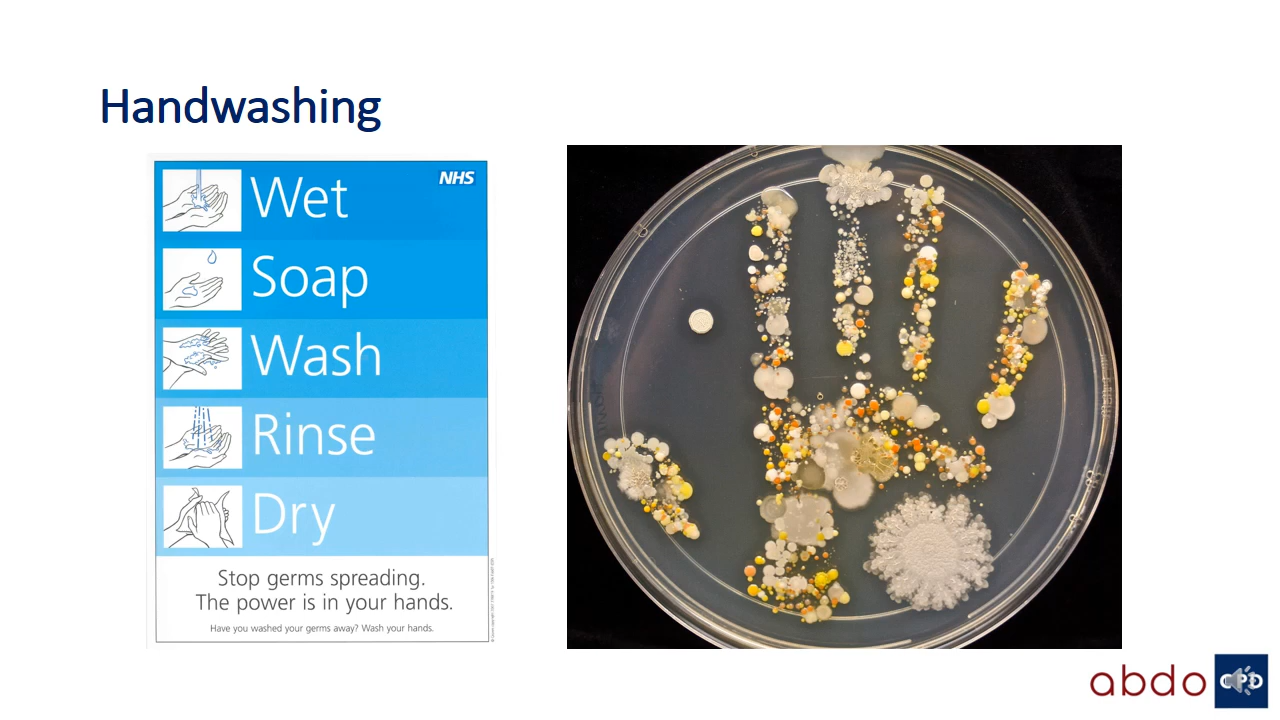 Handwashing
NHS
Wet
Soap
Wash
Rinse
Dry
Stop germs spreading.
The power is in your hands.
Have you washed your germs away? Wash your hands.
abdo
CPD